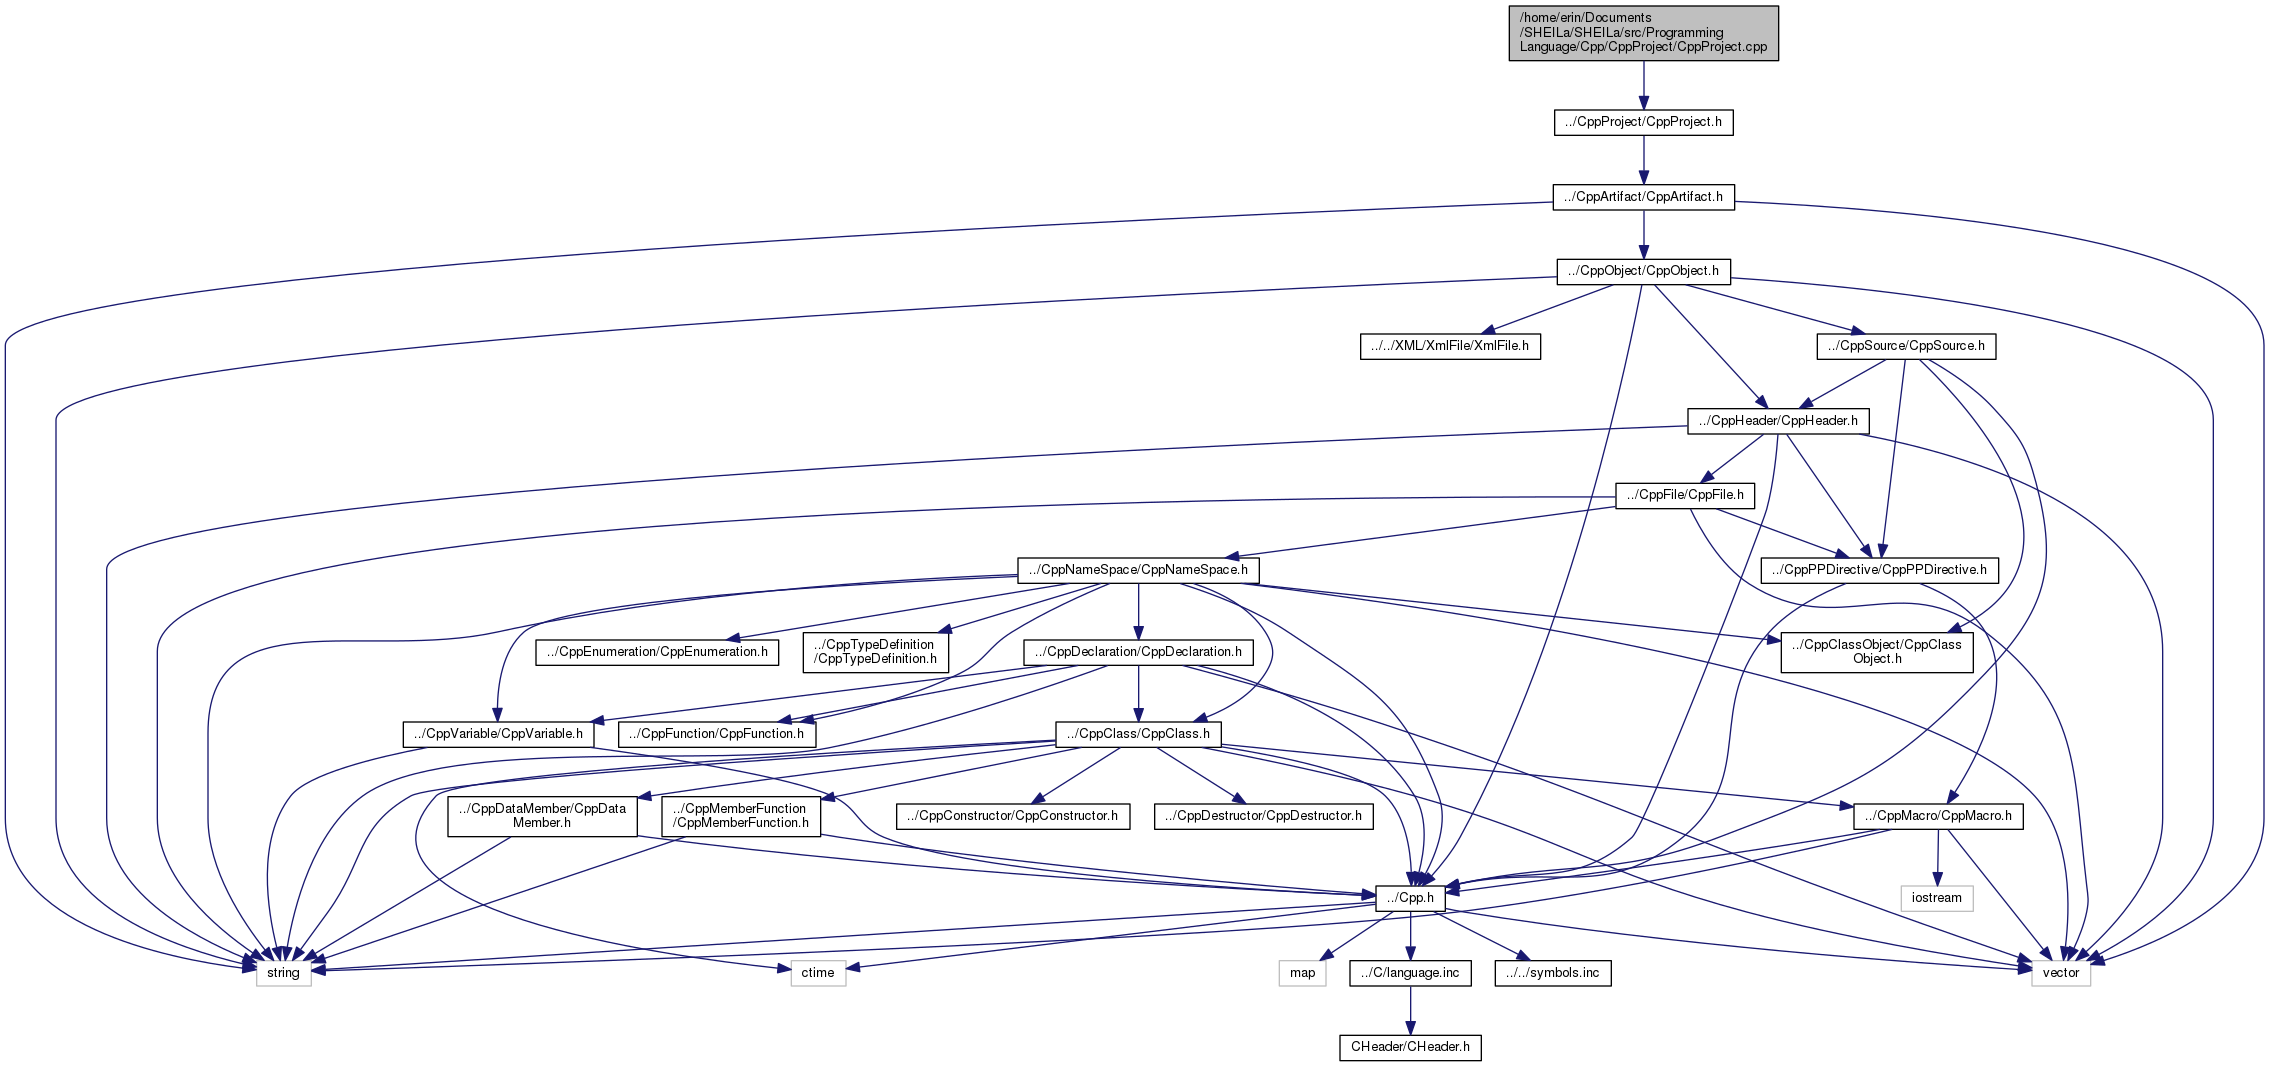 /home/erin/Documents
/SHEILa/SHEILa/src/Programming
Language/Cpp/CppProject/CppProject.cpp
../CppProject/CppProject.h
../CppArtifact/CppArtifact.h
../CppObject/CppObject.h
../../XML/XmlFile/XmlFile.h
../CppSource/CppSource.h
../CppHeader/CppHeader.h
../CppFile/CppFile.h
../CppNameSpace/CppNameSpace.h
../CppPPDirective/CppPPDirective.h
../CppEnumeration/CppEnumeration.h
../CppTypeDefinition
/CppTypeDefinition.h
../CppDeclaration/CppDeclaration.h
../CppClassObject/CppClass
Object.h
../CppVariable/CppVariable.h
../CppFunction/CppFunction.h
../CppClass/CppClass.h
../CppDataMember/CppData
Member.h
../CppMemberFunction
/CppMemberFunction.h
../CppConstructor/CppConstructor.h
../CppDestructor/CppDestructor.h
../CppMacro/CppMacro.h
../Cpp.h
iostream
string
ctime
map
../C/language.inc
../../symbols.inc
vector
CHeader/CHeader.h